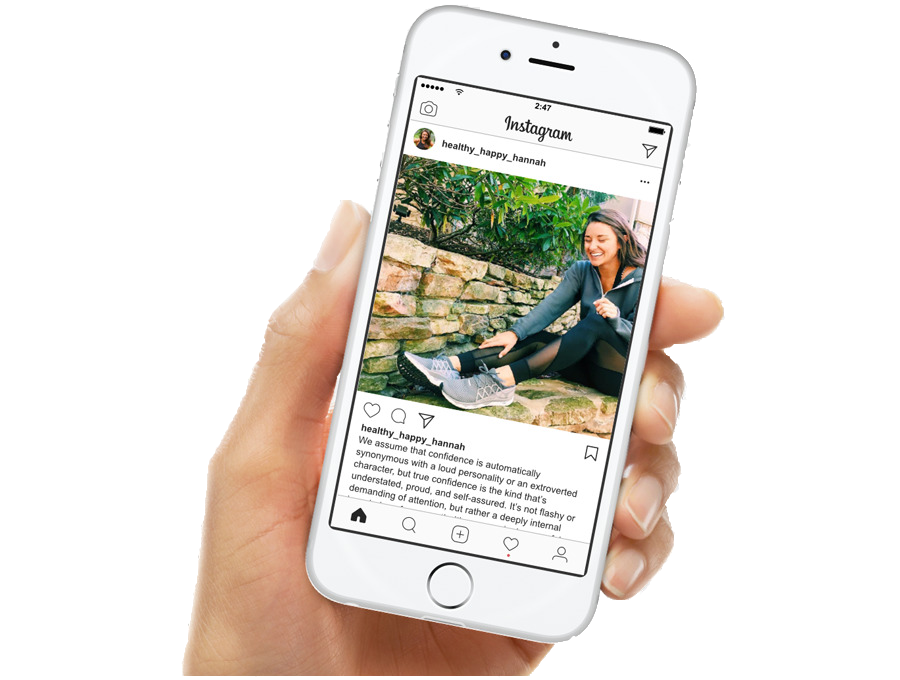 2:47
Instagram
healthy_happy_hannah
healthy_happy_hannah
We assume that confidence is automatically
synonymous with a loud personality or an extroverted
character, but true confidence is the kind that's
understated, proud, and self-assured. It's not flashy or
demanding of attention, but rather a deeply internal